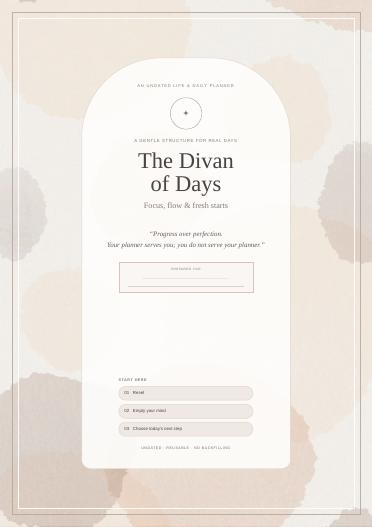 AN UNDATED LIFE & DAILY PLANNER
A GENTLE STRUCTURE FOR REAL DAYS
The Divan
of Days
Focus, flow & fresh starts
“Progress over perfection.
Your planner serves you; you do not serve your planner.”
PREPARED FOR
START HERE
01 Reset
02 Empty your mind
03 Choose today's next step
UNDATED · REUSABLE · NO BACKFILLING